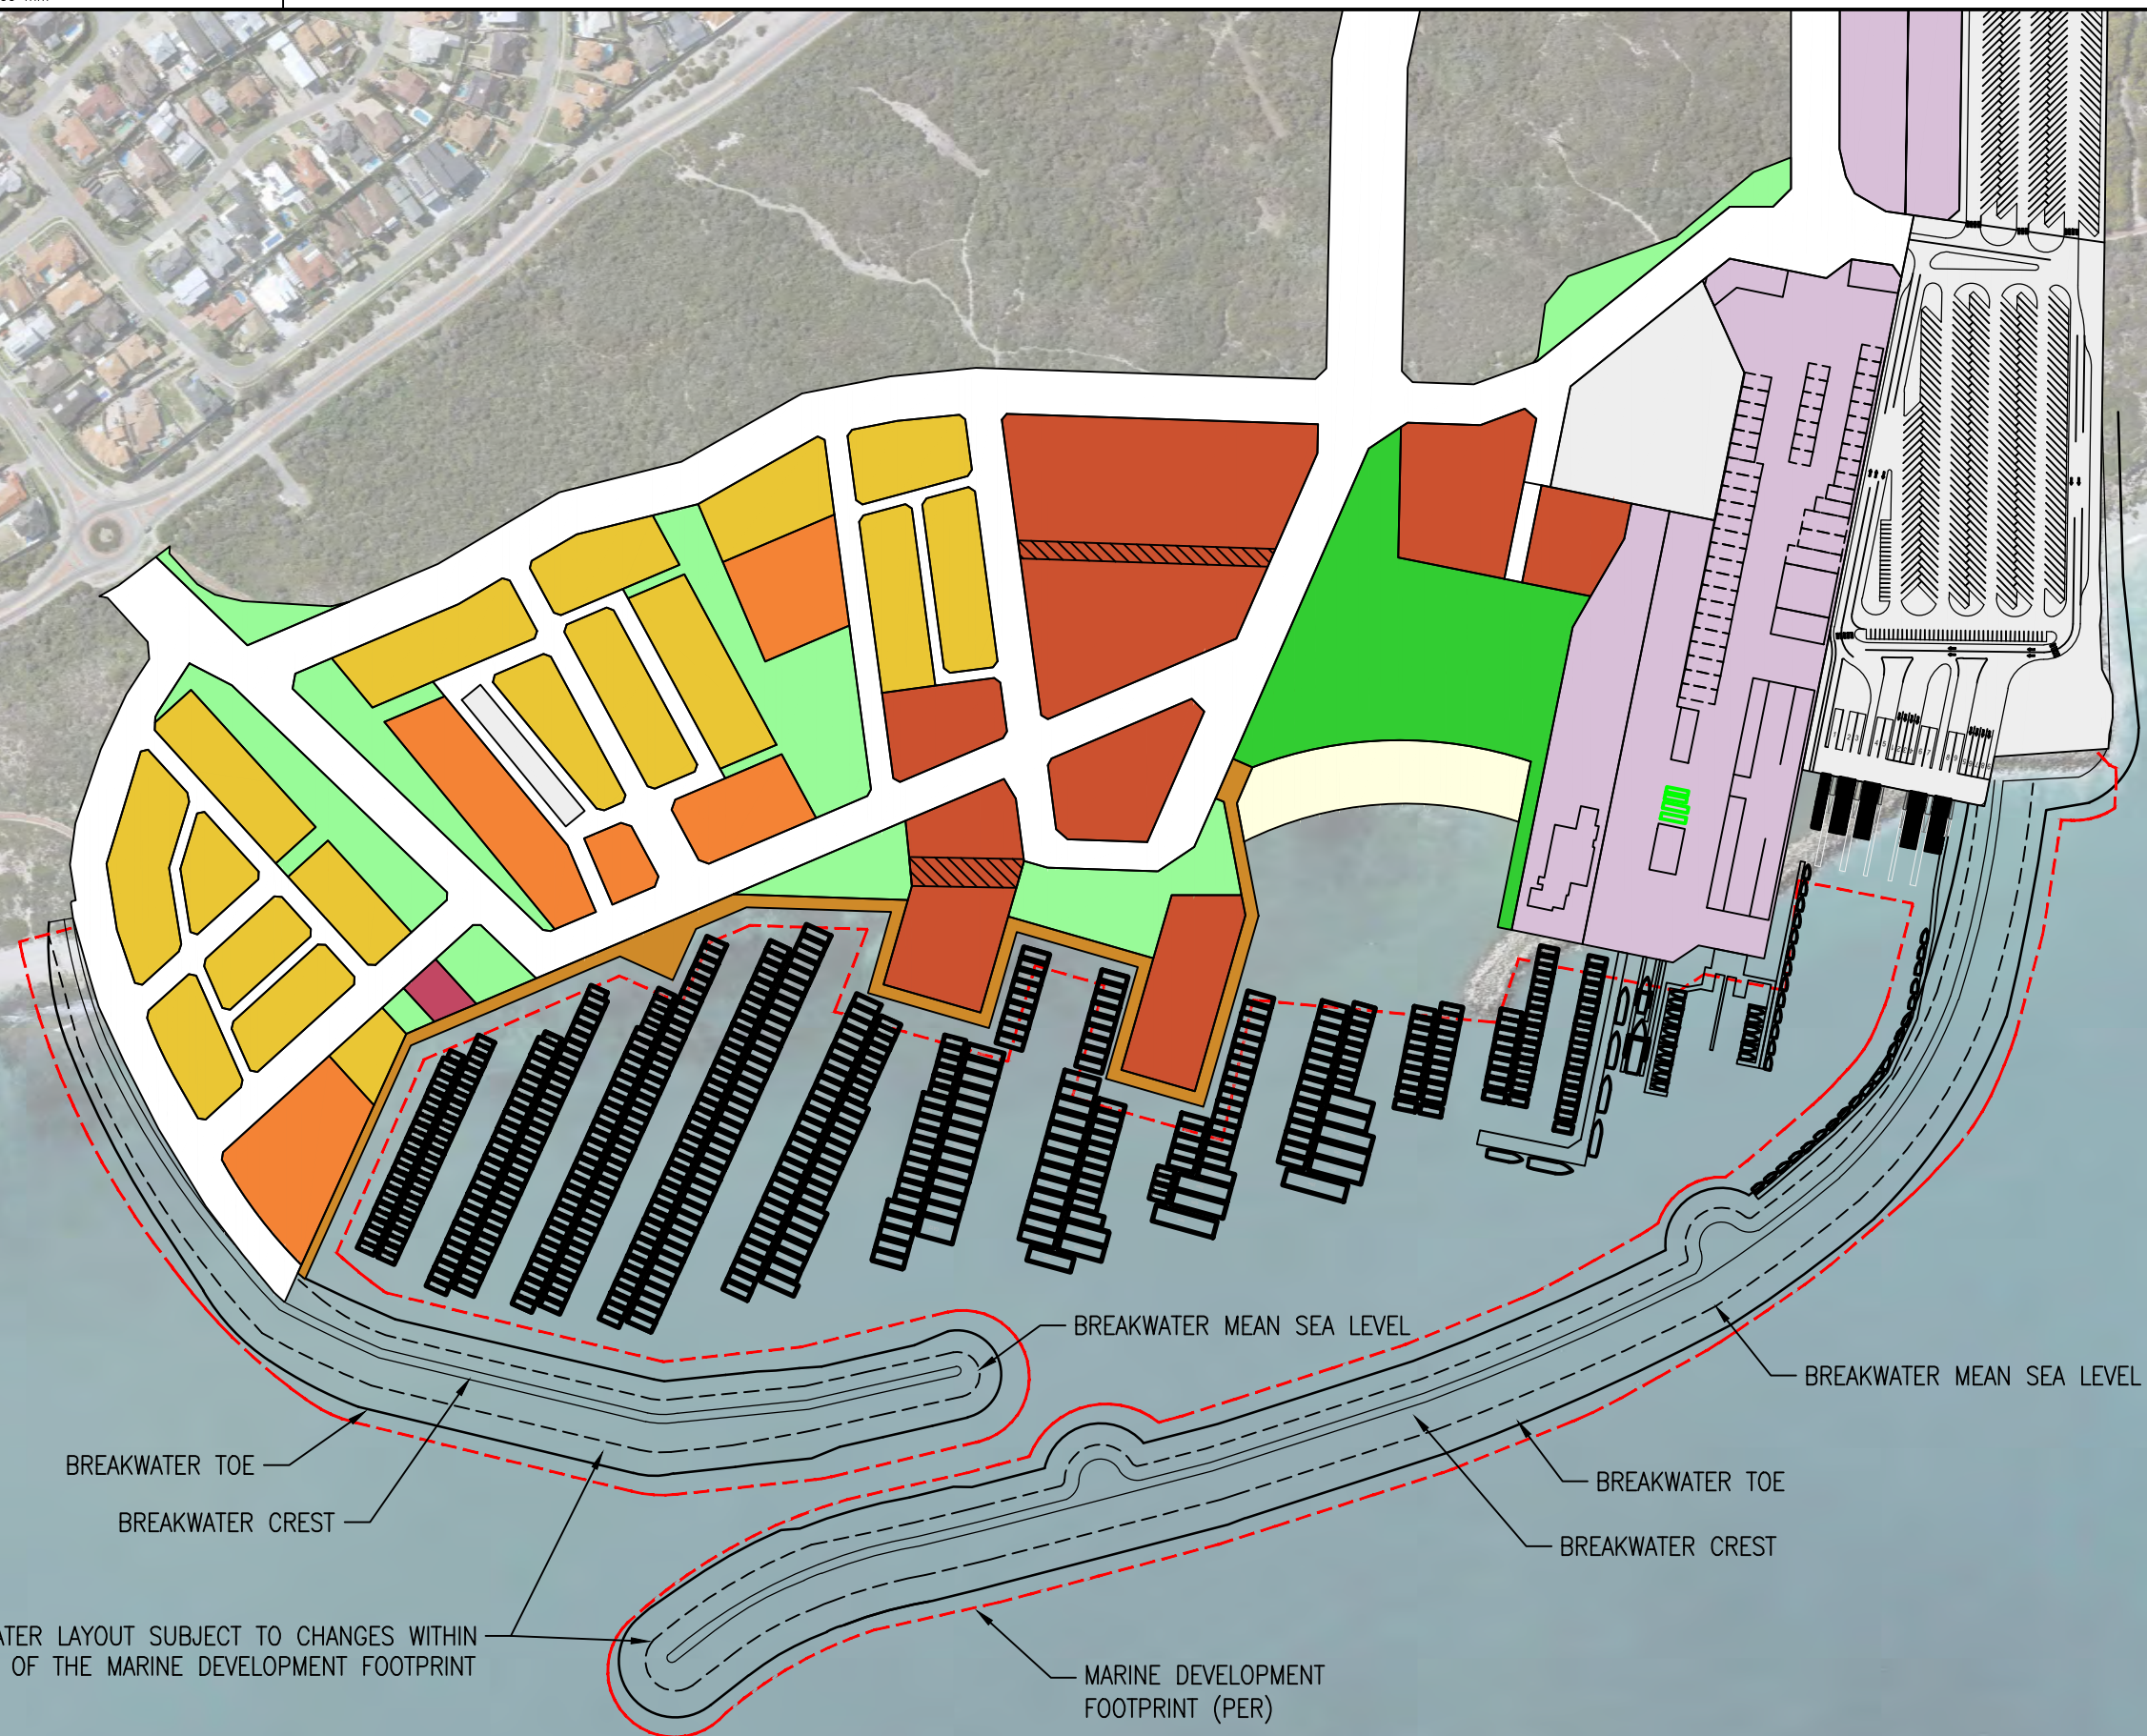 BREAKWATER MEAN SEA LEVEL
BREAKWATER MEAN SEA LEVEL
BREAKWATER TOE
BREAKWATER TOE
BREAKWATER CREST
BREAKWATER CREST
LAYOUT SUBJECT TO CHANGES WITHIN
OF THE MARINE DEVELOPMENT FOOTPRINT
MARINE DEVELOPMENT
FOOTPRINT (PER)